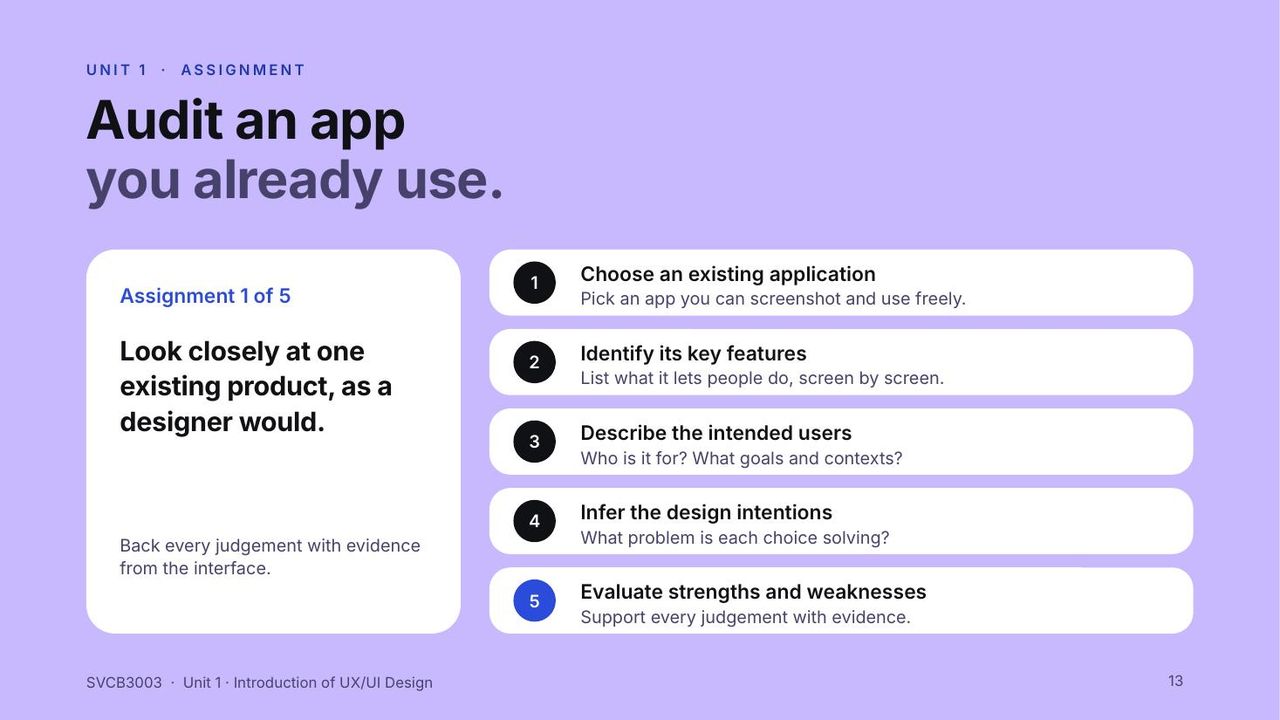 UNIT 1 · ASSIGNMENT
Audit an app
you already use.
Assignment 1 of 5
Look closely at one
existing product, as a
designer would.
Back every judgement with evidence
from the interface.
1
Choose an existing application
Pick an app you can screenshot and use freely.
2
Identify its key features
List what it lets people do, screen by screen.
3
Describe the intended users
Who is it for? What goals and contexts?
4
Infer the design intentions
What problem is each choice solving?
5
Evaluate strengths and weaknesses
Support every judgement with evidence.
SVCB3003 · Unit 1 · Introduction of UX/UI Design
13